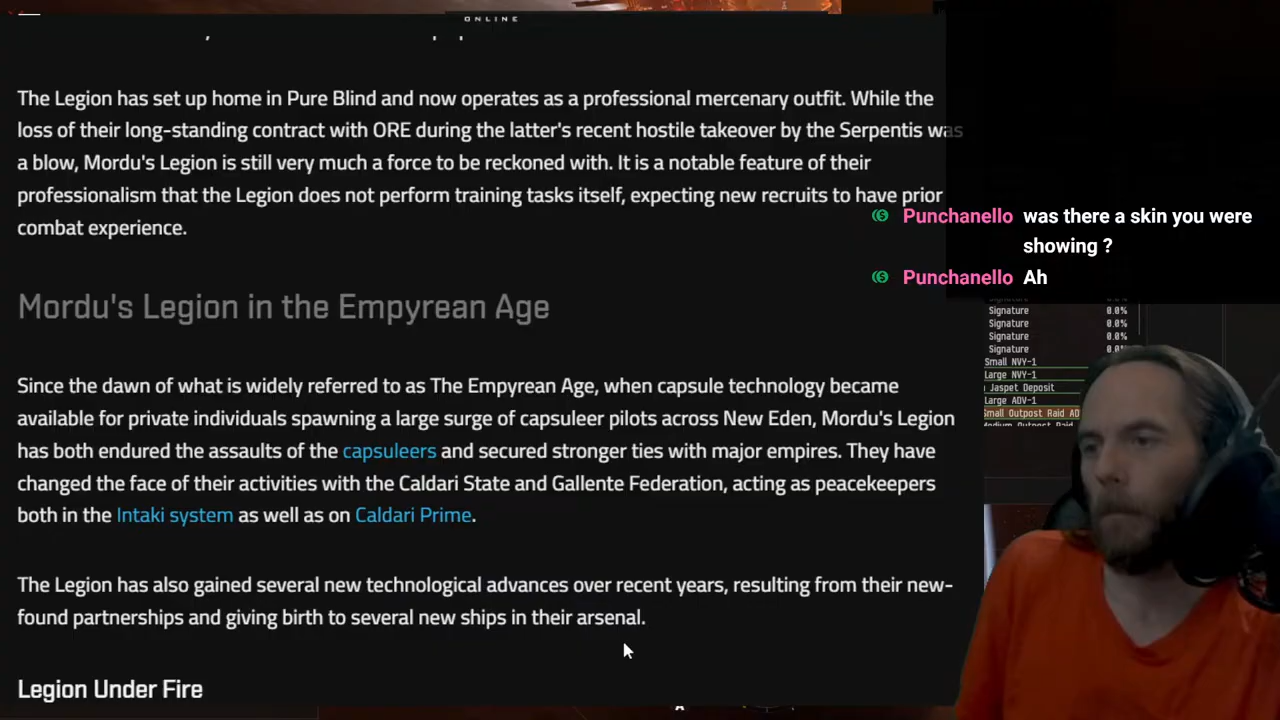 ONLINE
The Legion has set up home in Pure Blind and now operates as a professional mercenary outfit. While the
loss of their long-standing contract with ORE during the latter's recent hostile takeover by the Serpentis was
a blow, Mordu's Legion is still very much a force to be reckoned with. It is a notable feature of their
professionalism that the Legion does not perform training tasks itself, expecting new recruits to have prior
combat experience.
Punchanello was there a skin you were
showing ?
Punchanello Ah
Mordu's Legion in the Empyrean Age
Signature 0.0%
Signature 0.0%
Signature 0.0%
Signature 0.0%
Signature
Small NVY-1
Large NVY-1
Jaspet Deposit
Large ADV-1
Small Outpost Raid AD
Medium Outpost Raid
Since the dawn of what is widely referred to as The Empyrean Age, when capsule technology became
available for private individuals spawning a large surge of capsuleer pilots across New Eden, Mordu's Legion
has both endured the assaults of the capsuleers and secured stronger ties with major empires. They have
changed the face of their activities with the Caldari State and Gallente Federation, acting as peacekeepers
both in the Intaki system as well as on Caldari Prime.
The Legion has also gained several new technological advances over recent years, resulting from their new-
found partnerships and giving birth to several new ships in their arsenal.
Legion Under Fire